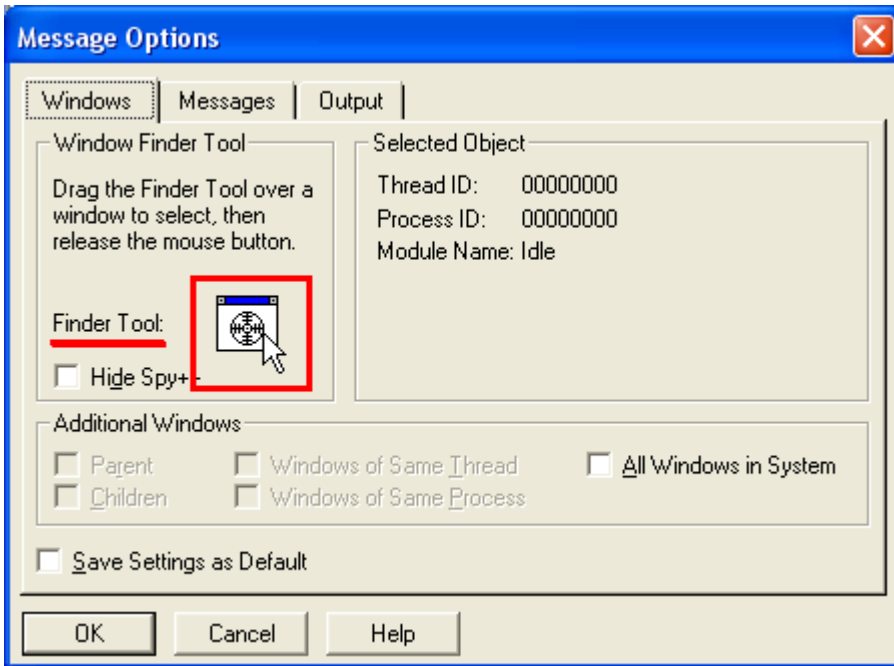 Message Options
Windows
Messages
Output
Window Finder Tool
Drag the Finder Tool over a
window to select, then
release the mouse button.
Finder Tool:
Hide Spy++
Selected Object
Thread ID: 00000000
Process ID: 00000000
Module Name: Idle
Additional Windows
Parent
Windows of Same Thread
All Windows in System
Children
Windows of Same Process
Save Settings as Default
OK
Cancel
Help